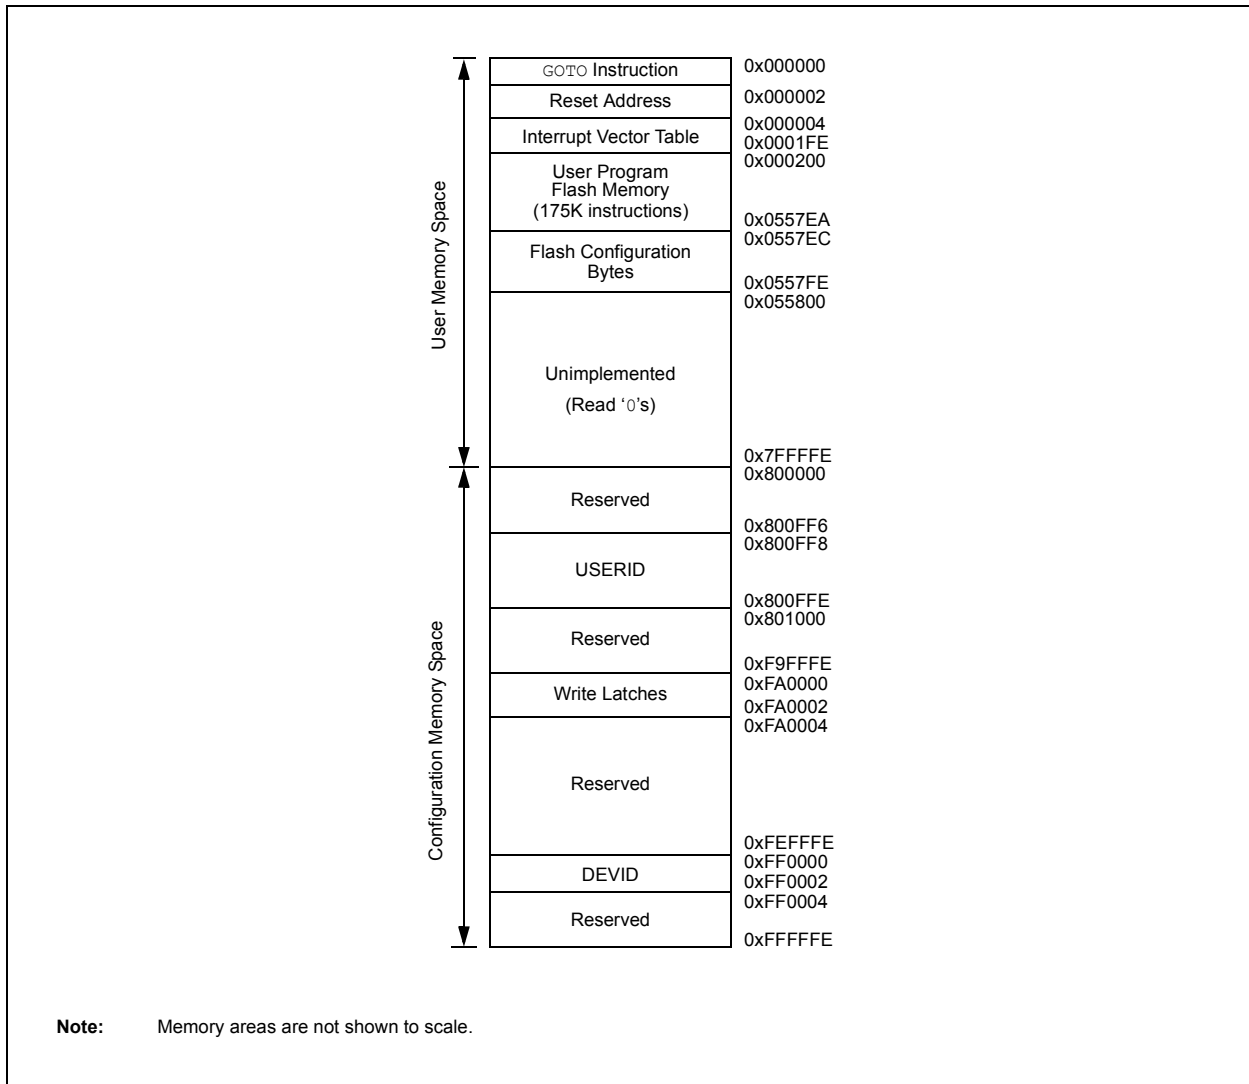 GOTO Instruction
0x000000
Reset Address
0x000002
Interrupt Vector Table
0x000004
0x0001FE
User Program
Flash Memory
(175K instructions)
0x000200
0x0557EA
Flash Configuration
Bytes
0x0557EC
0x0557FE
Unimplemented
(Read ‘0’s)
0x055800
0x7FFFFE
User Memory Space
Reserved
0x800000
0x800FF6
USERID
0x800FF8
0x800FFE
Reserved
0x801000
0xF9FFFE
Write Latches
0xFA0000
0xFA0002
Reserved
0xFA0004
0xFEFFFE
DEVID
0xFF0000
0xFF0002
Reserved
0xFF0004
0xFFFFFE
Configuration Memory Space
Note: Memory areas are not shown to scale.